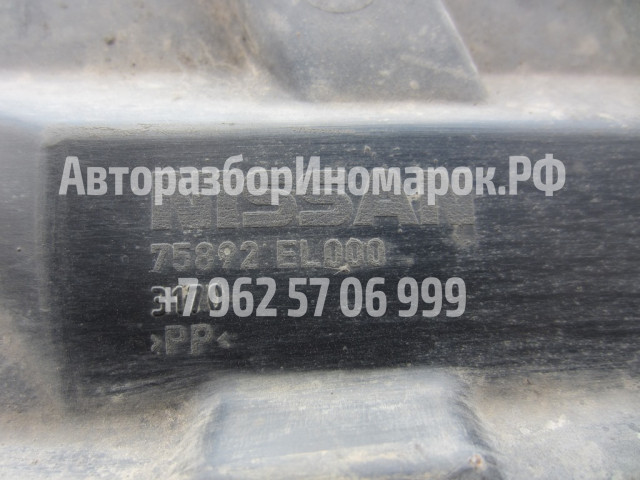 АвторазборИномарок.РФ
NISSAN
75892 EL000
+7 962 57 06 999
>PP<